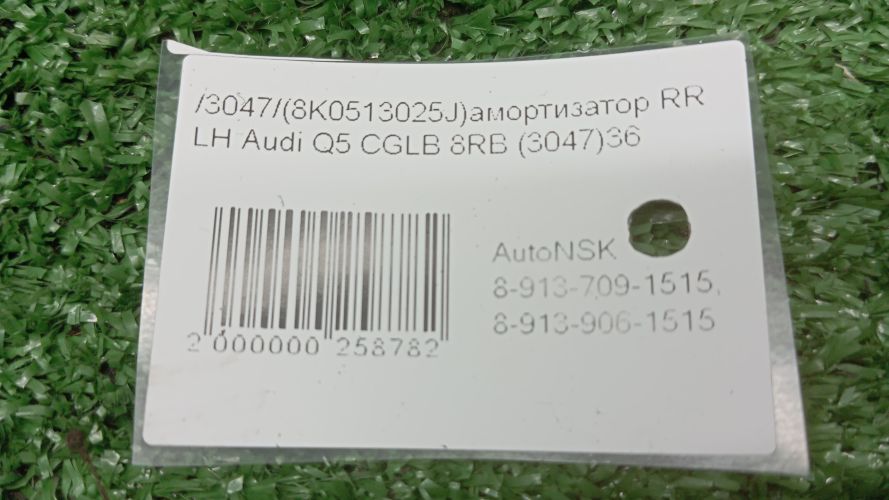 /3047/(8K0513025J)амортизатор RR
LH Audi Q5 CGLB 8RB (3047)36
AutoNSK
8-913-709-1515,
8-913-906-1515
2 000000 258782